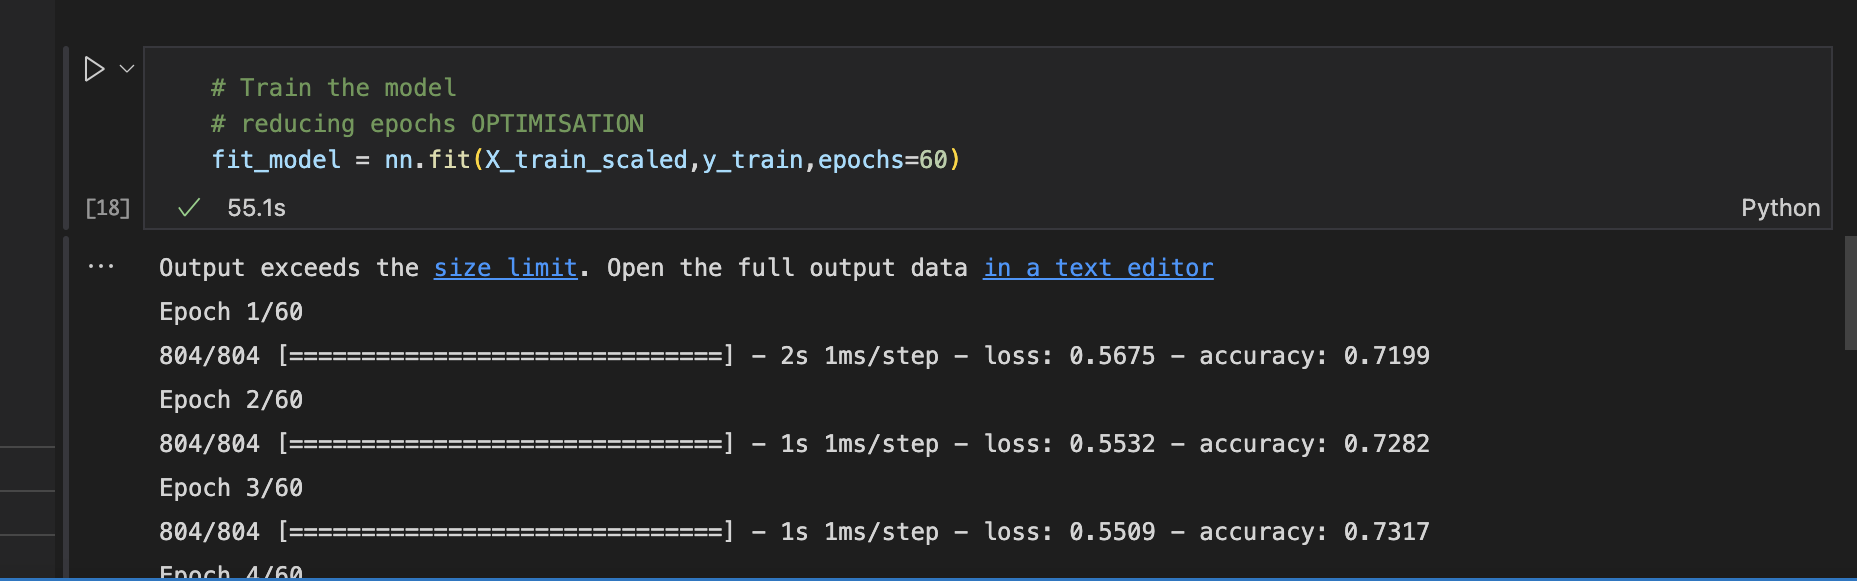 # Train the model
# reducing epochs OPTIMISATION
fit_model = nn.fit(X_train_scaled,y_train,epochs=60)
[18] ✓ 55.1s Python
... Output exceeds the size limit. Open the full output data in a text editor
Epoch 1/60
804/804 [==============================] - 2s 1ms/step - loss: 0.5675 - accuracy: 0.7199
Epoch 2/60
804/804 [==============================] - 1s 1ms/step - loss: 0.5532 - accuracy: 0.7282
Epoch 3/60
804/804 [==============================] - 1s 1ms/step - loss: 0.5509 - accuracy: 0.7317
Epoch 4/60